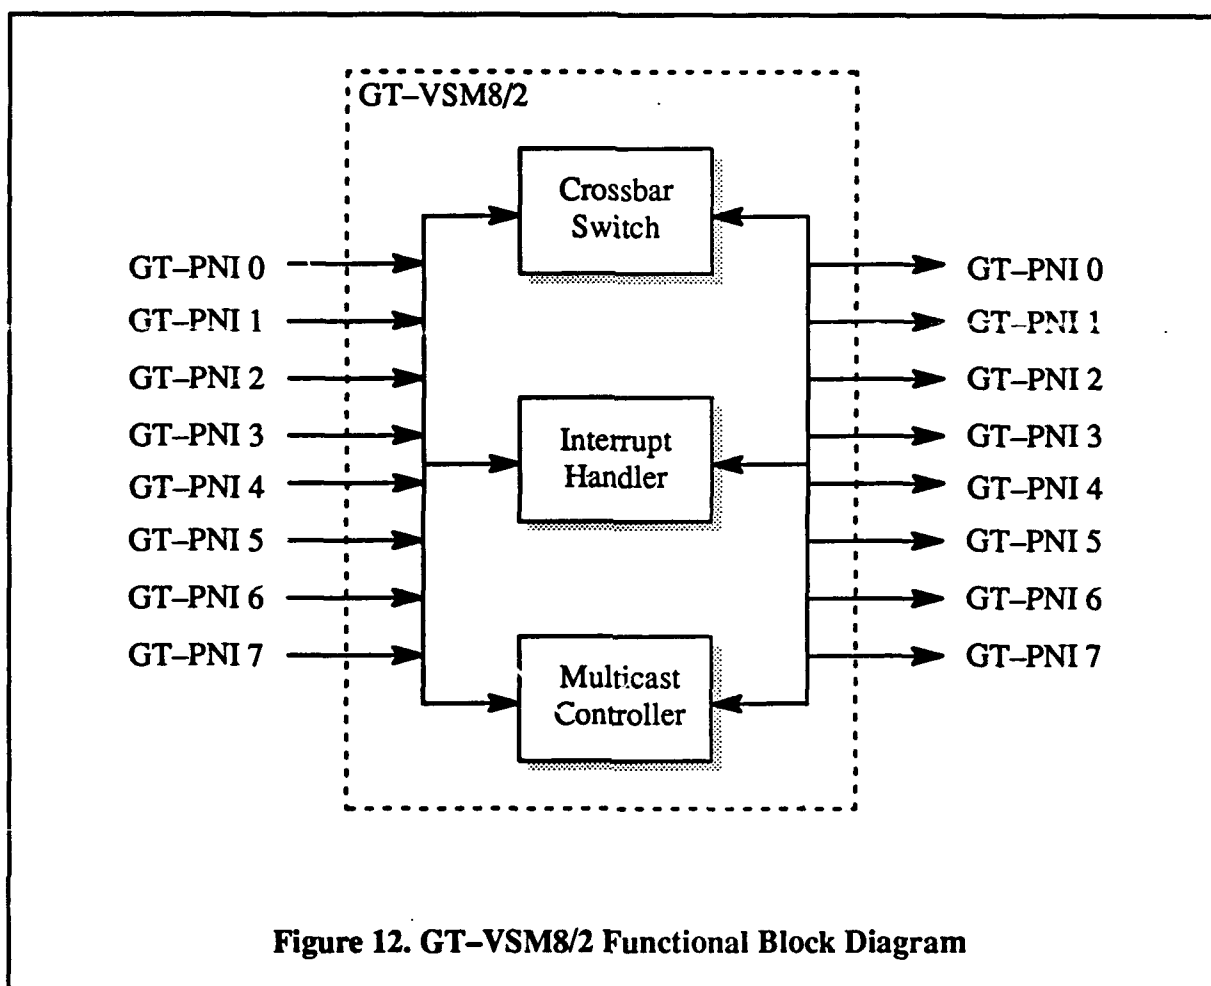 GT–VSM8/2
Crossbar
Switch
GT–PNI 0
GT–PNI 1
GT–PNI 2
GT–PNI 3
GT–PNI 4
GT–PNI 5
GT–PNI 6
GT–PNI 7
Interrupt
Handler
Multicast
Controller
GT–PNI 0
GT–PNI 1
GT–PNI 2
GT–PNI 3
GT–PNI 4
GT–PNI 5
GT–PNI 6
GT–PNI 7
Figure 12. GT–VSM8/2 Functional Block Diagram